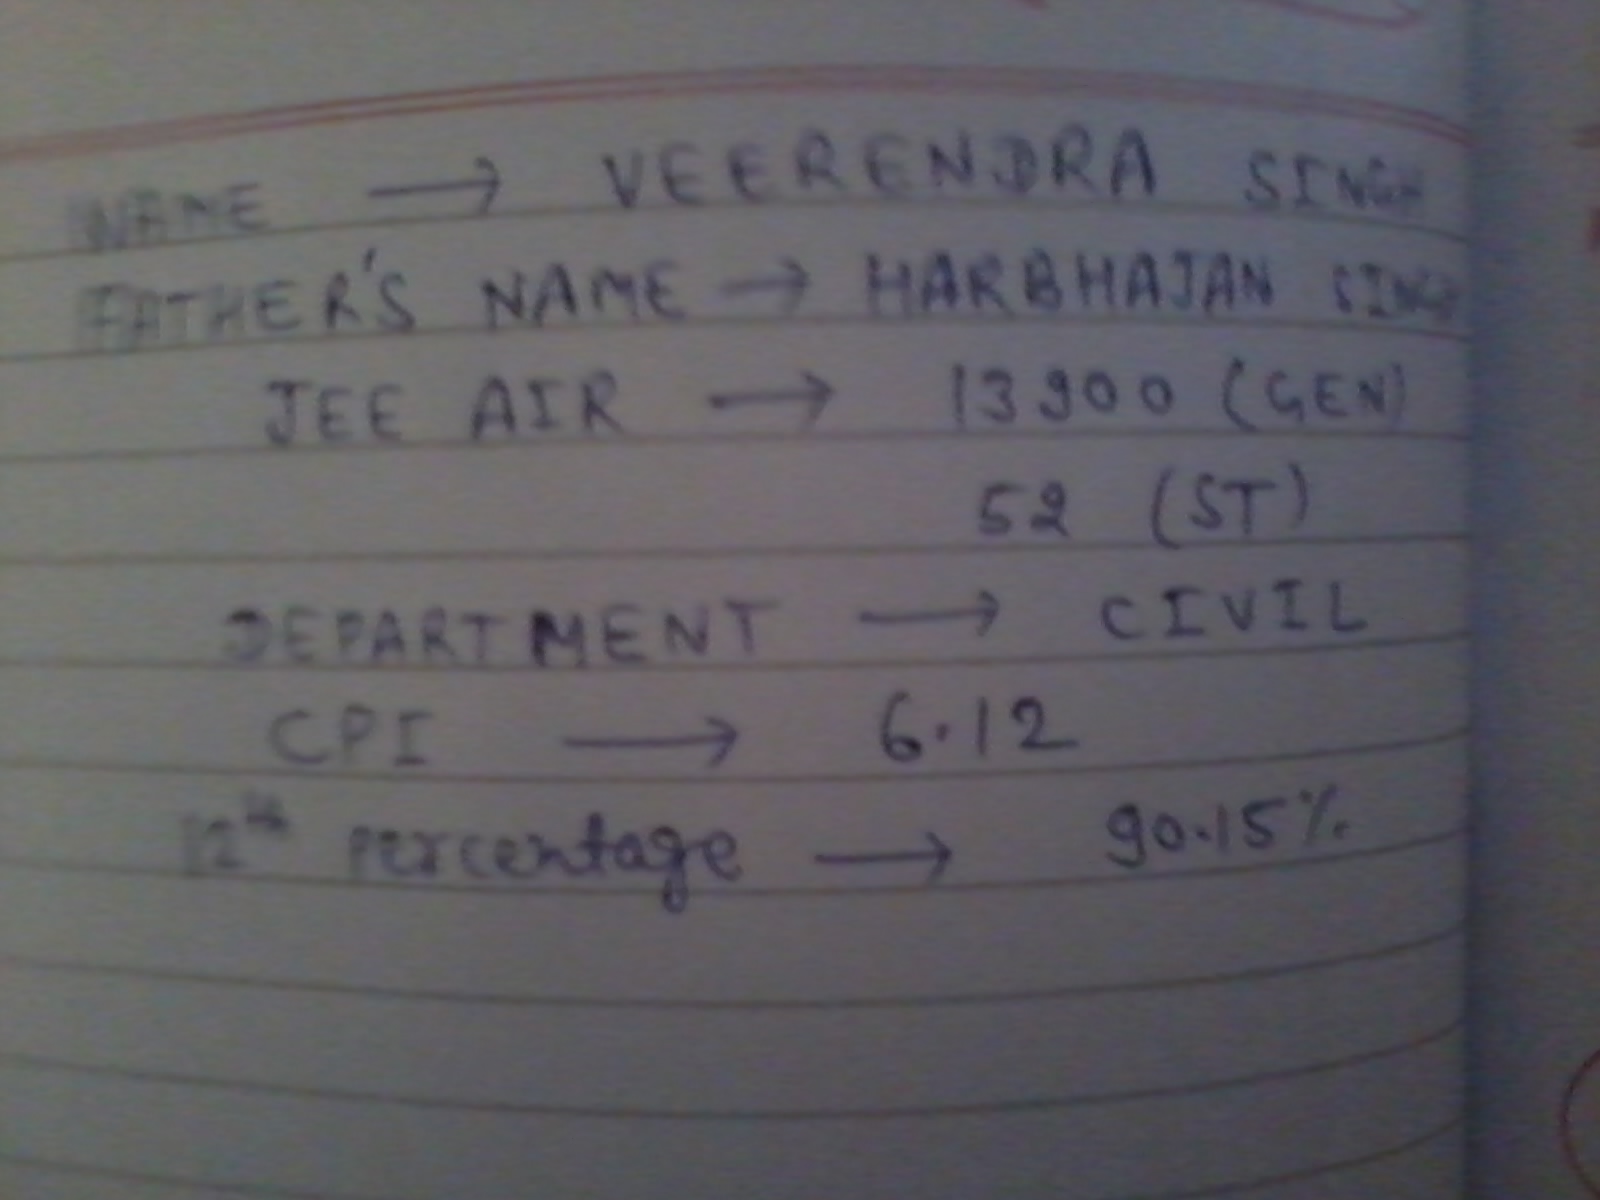 NAME → VEERENDRA SINGH
FATHER'S NAME → HARBHAJAN SINGH
JEE AIR → 13900 (GEN)
52 (ST)
DEPARTMENT → CIVIL
CPI → 6.12
12th percentage → 90.15%